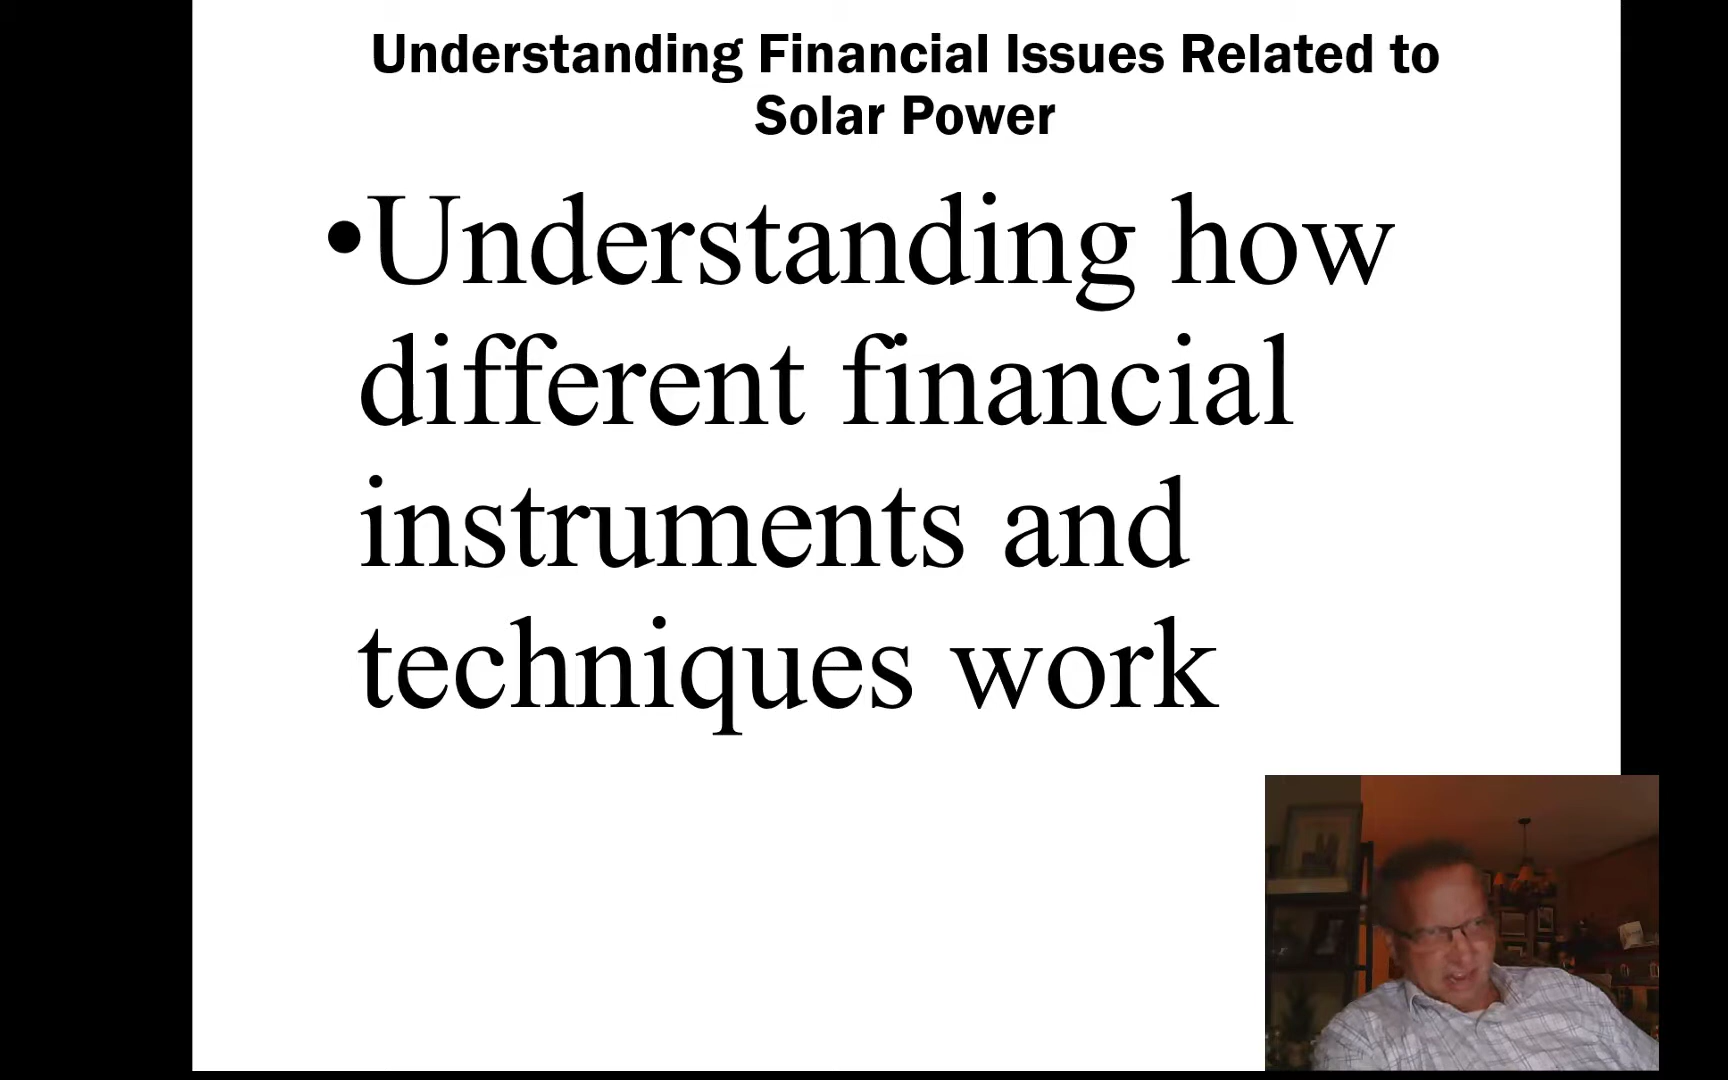 Understanding Financial Issues Related to
Solar Power
•Understanding how
different financial
instruments and
techniques work